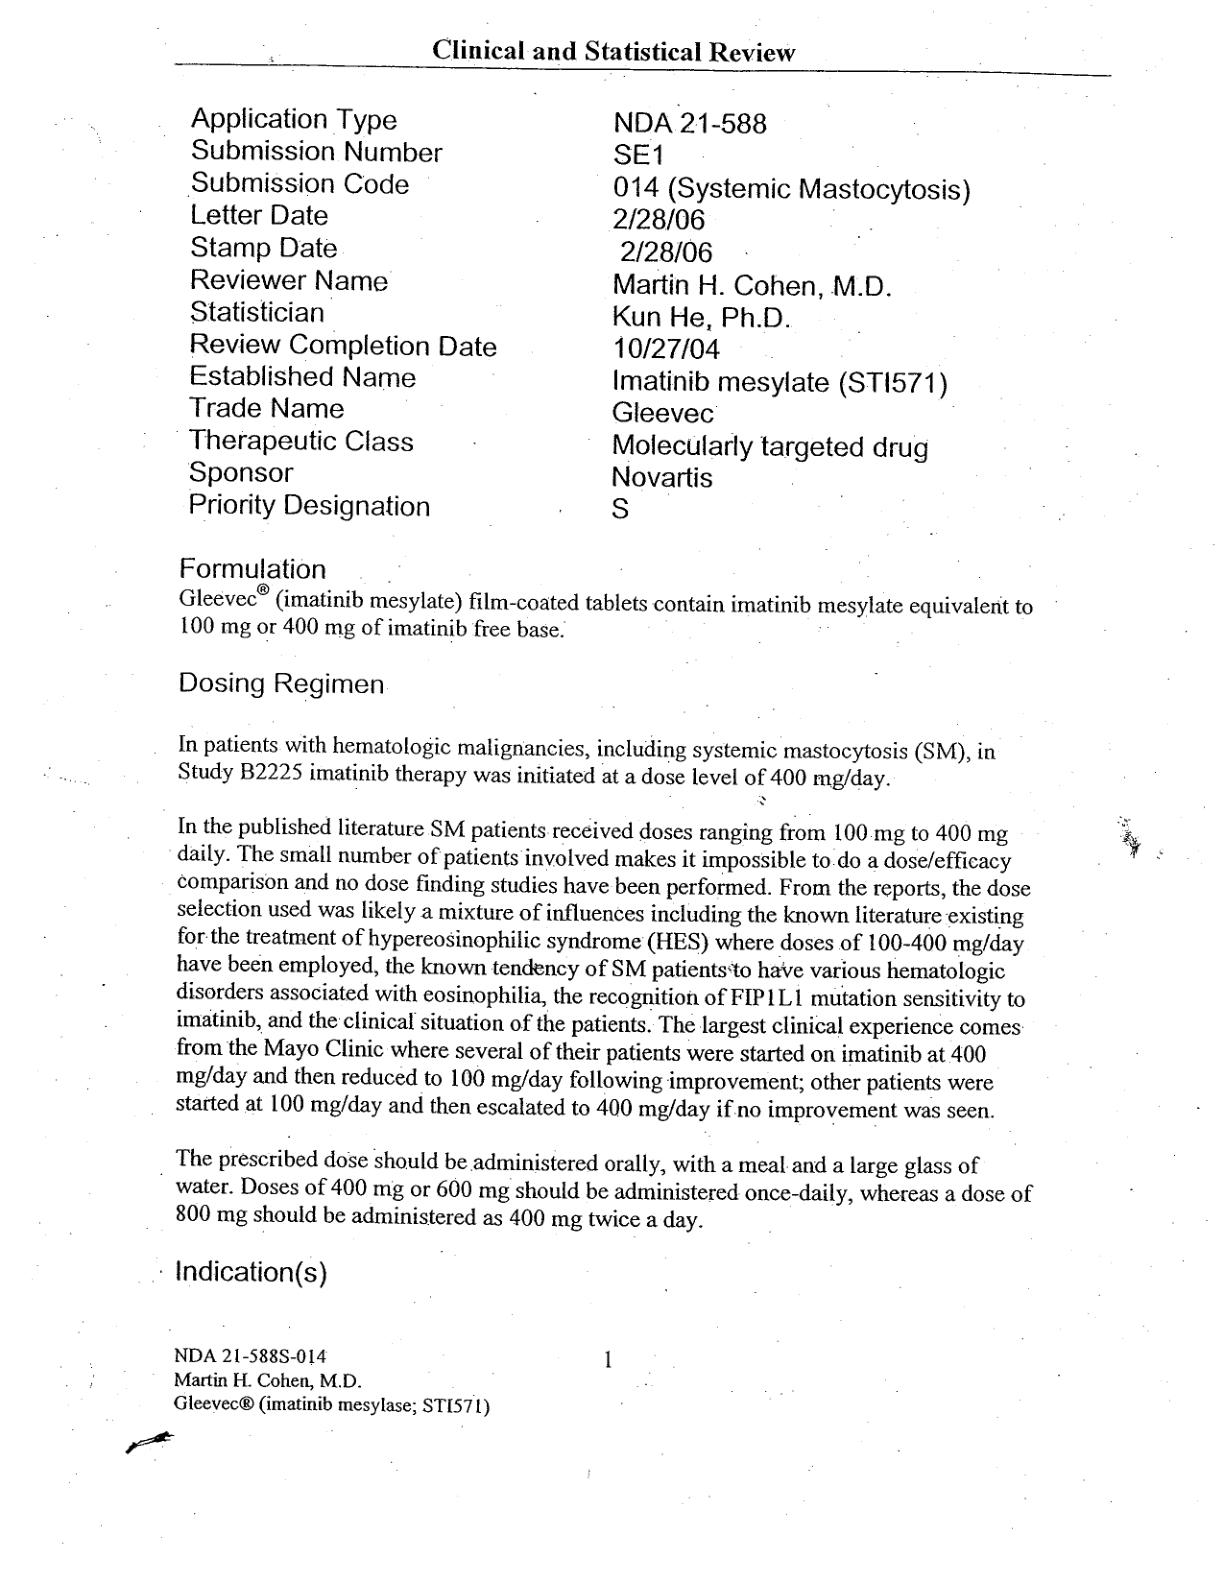 Clinical and Statistical Review
Application Type NDA 21-588
Submission Number SE1
Submission Code 014 (Systemic Mastocytosis)
Letter Date 2/28/06
Stamp Date 2/28/06
Reviewer Name Martin H. Cohen, M.D.
Statistician Kun He, Ph.D.
Review Completion Date 10/27/04
Established Name Imatinib mesylate (STI571)
Trade Name Gleevec
Therapeutic Class Molecularly targeted drug
Sponsor Novartis
Priority Designation S
Formulation
Gleevec® (imatinib mesylate) film-coated tablets contain imatinib mesylate equivalent to
100 mg or 400 mg of imatinib free base.
Dosing Regimen
In patients with hematologic malignancies, including systemic mastocytosis (SM), in
Study B2225 imatinib therapy was initiated at a dose level of 400 mg/day.
In the published literature SM patients received doses ranging from 100 mg to 400 mg
daily. The small number of patients involved makes it impossible to do a dose/efficacy
comparison and no dose finding studies have been performed. From the reports, the dose
selection used was likely a mixture of influences including the known literature existing
for the treatment of hypereosinophilic syndrome (HES) where doses of 100-400 mg/day
have been employed, the known tendency of SM patients to have various hematologic
disorders associated with eosinophilia, the recognition of FIP1L1 mutation sensitivity to
imatinib, and the clinical situation of the patients. The largest clinical experience comes
from the Mayo Clinic where several of their patients were started on imatinib at 400
mg/day and then reduced to 100 mg/day following improvement; other patients were
started at 100 mg/day and then escalated to 400 mg/day if no improvement was seen.
The prescribed dose should be administered orally, with a meal and a large glass of
water. Doses of 400 mg or 600 mg should be administered once-daily, whereas a dose of
800 mg should be administered as 400 mg twice a day.
Indication(s)
NDA 21-588S-014 1
Martin H. Cohen, M.D.
Gleevec® (imatinib mesylase; STI571)